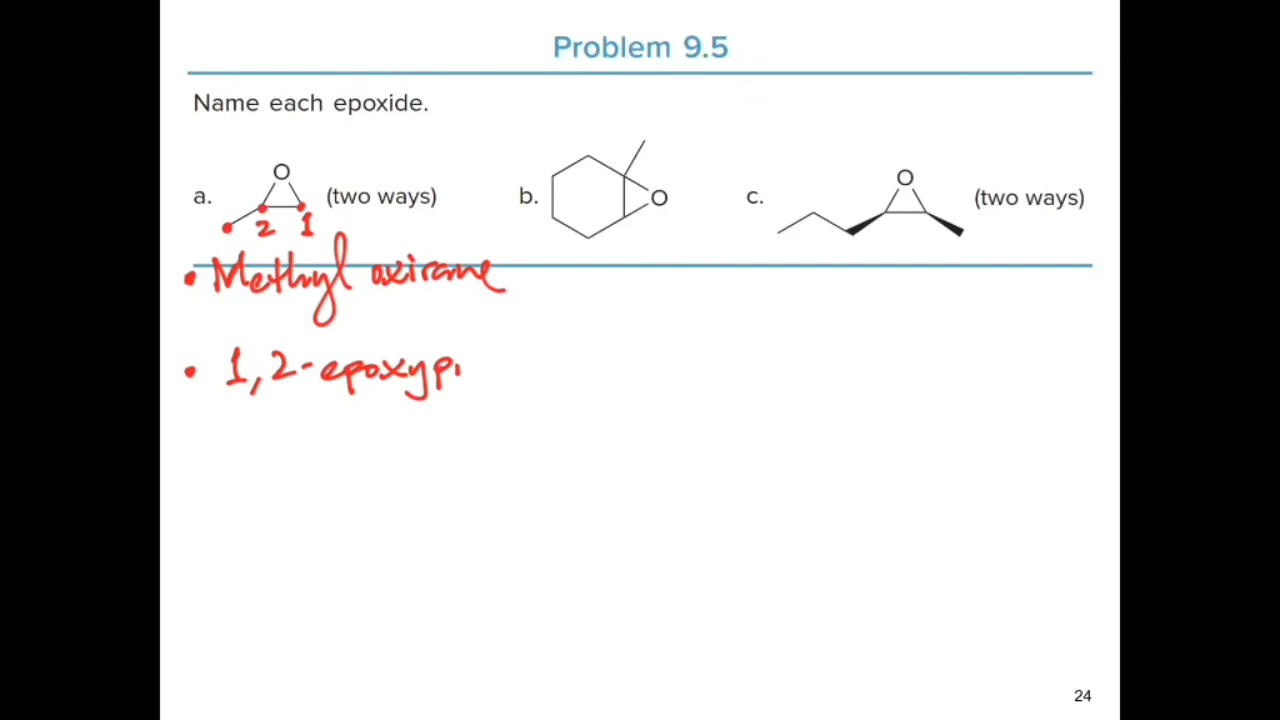 Problem 9.5
Name each epoxide.
a. O (two ways)
2 1
b. O
c. O (two ways)
• Methyl oxirane
• 1,2-epoxyp
24